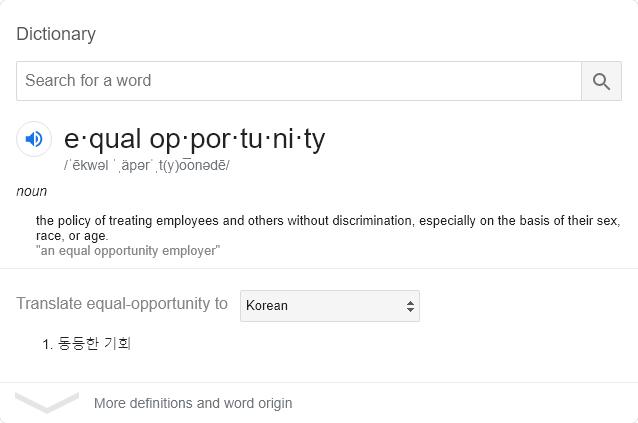 Dictionary
Search for a word
e·qual op·por·tu·ni·ty
/ˈēkwəl ˈˌäpərˈˌt(y)o͞onədē/
noun
the policy of treating employees and others without discrimination, especially on the basis of their sex,
race, or age.
"an equal opportunity employer"
Translate equal-opportunity to Korean
1. 동등한 기회
More definitions and word origin